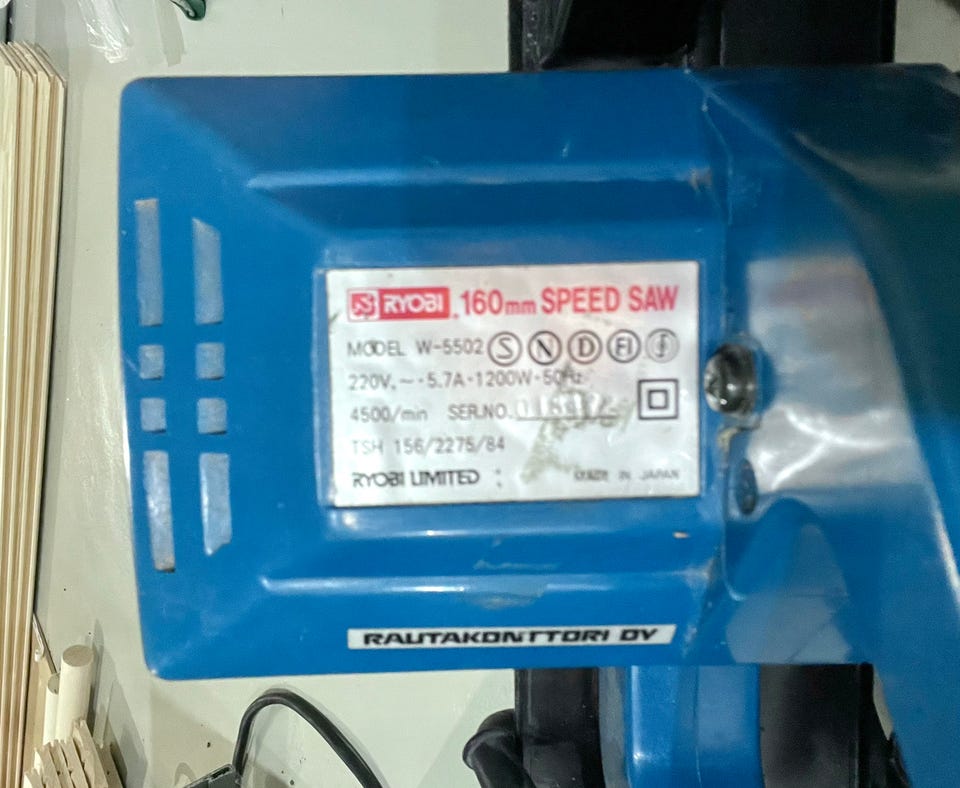 RYOBI 160mm SPEED SAW
MODEL W-5502 S N D FI
220V.~·5.7A·1200W·50Hz
4500/min SER.NO.
TSH 156/2275/84
RYOBI LIMITED MADE IN JAPAN
RAUTAKONTTORI OY